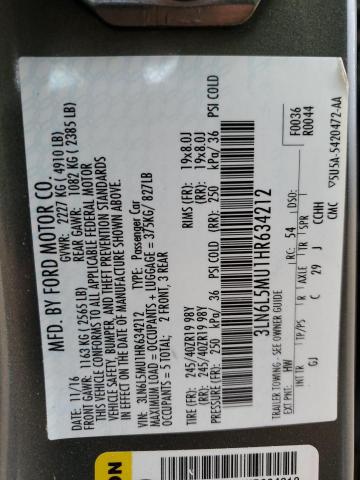 MFD. BY FORD MOTOR CO.
11/16 GVWR: 2227 KG ( 4910 LB)
FRONT GAWR: 1163 KG ( 2565 LB) REAR GAWR: 1082 KG ( 2385 LB)
THIS VEHICLE CONFORMS TO ALL APPLICABLE FEDERAL MOTOR
VEHICLE SAFETY, BUMPER, AND THEFT PREVENTION STANDARDS
IN EFFECT ON THE DATE OF MANUFACTURE SHOWN ABOVE.
VIN: 3LN6L5MU1HR634212 TYPE: Passenger Car
MAXIMUM LOAD = OCCUPANTS + LUGGAGE = 375KG/ 827LB
OCCUPANTS = 5 TOTAL: 2 FRONT, 3 REAR
245/40ZR19 98Y RIMS (FR) 19x8.0J
245/40ZR19 98Y (RR) 19x8.0J
PRESSURE (FR) 250 kPa/ 36 PSI COLD (RR) 250 kPa/ 36 PSI COLD
3LN6L5MU1HR634212
F0036
R0044
TRAILER TOWING - SEE OWNER GUIDE
EXT PNT: HW RC: 54 DSO:
INT TR TP/PS R AXLE TR SPR
GJ C 29 J CCHH
CMC
5U5A-5420472-AA
ON